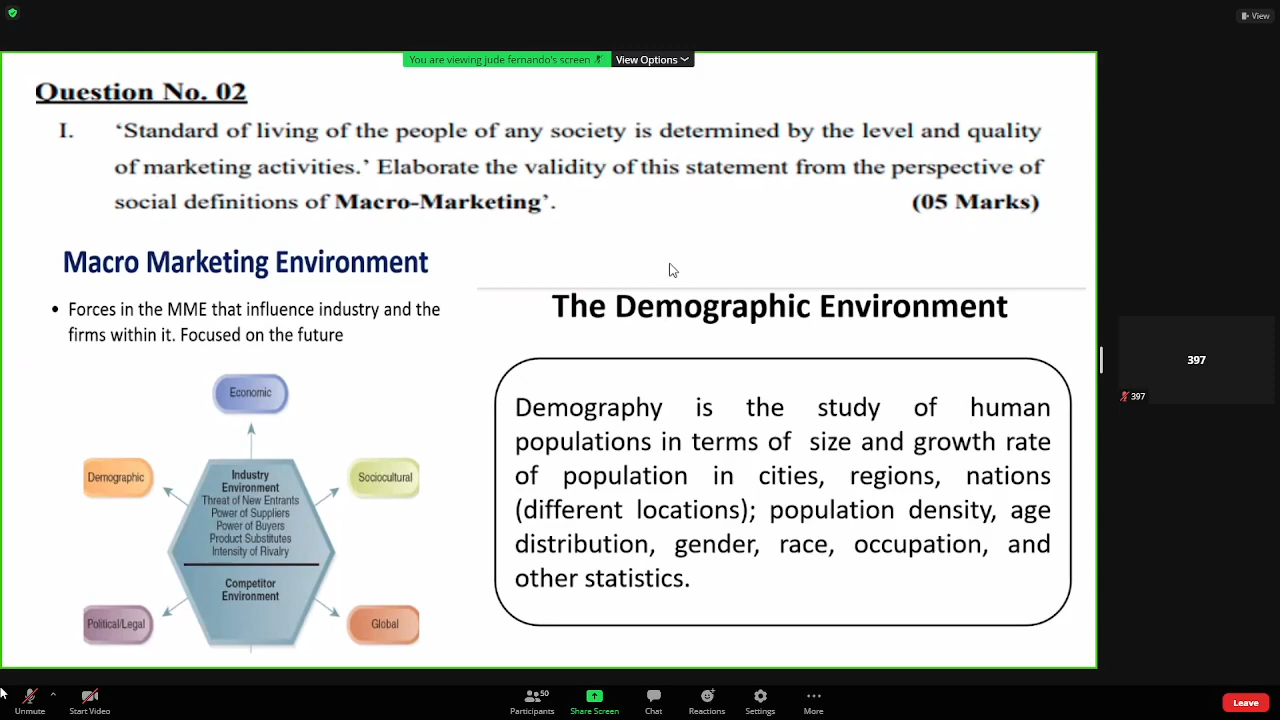 View
You are viewing jude fernando's screen
View Options
Question No. 02
I. ‘Standard of living of the people of any society is determined by the level and quality
of marketing activities.’ Elaborate the validity of this statement from the perspective of
social definitions of Macro-Marketing’. (05 Marks)
Macro Marketing Environment
• Forces in the MME that influence industry and the
firms within it. Focused on the future
Economic
Demographic
Sociocultural
Industry
Environment
Threat of New Entrants
Power of Suppliers
Power of Buyers
Product Substitutes
Intensity of Rivalry
Competitor
Environment
Political/Legal
Global
The Demographic Environment
Demography is the study of human
populations in terms of size and growth rate
of population in cities, regions, nations
(different locations); population density, age
distribution, gender, race, occupation, and
other statistics.
397
397
Unmute
Start Video
50
Participants
Share Screen
Chat
Reactions
Settings
More
Leave